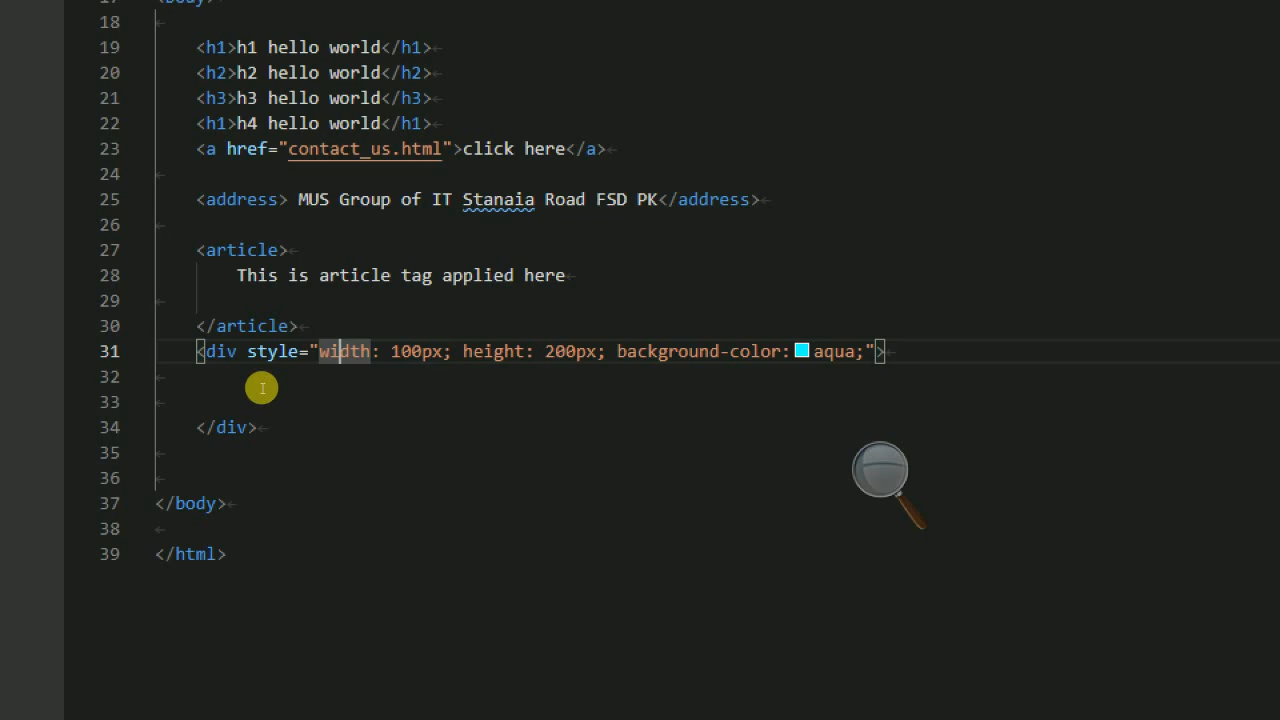 17 <body>
18
19 <h1>h1 hello world</h1>
20 <h2>h2 hello world</h2>
21 <h3>h3 hello world</h3>
22 <h1>h4 hello world</h1>
23 <a href="contact_us.html">click here</a>
24
25 <address> MUS Group of IT Stanaia Road FSD PK</address>
26
27 <article>
28 This is article tag applied here
29
30 </article>
31 <div style="width: 100px; height: 200px; background-color: aqua;">
32
33
34 </div>
35
36
37 </body>
38
39 </html>